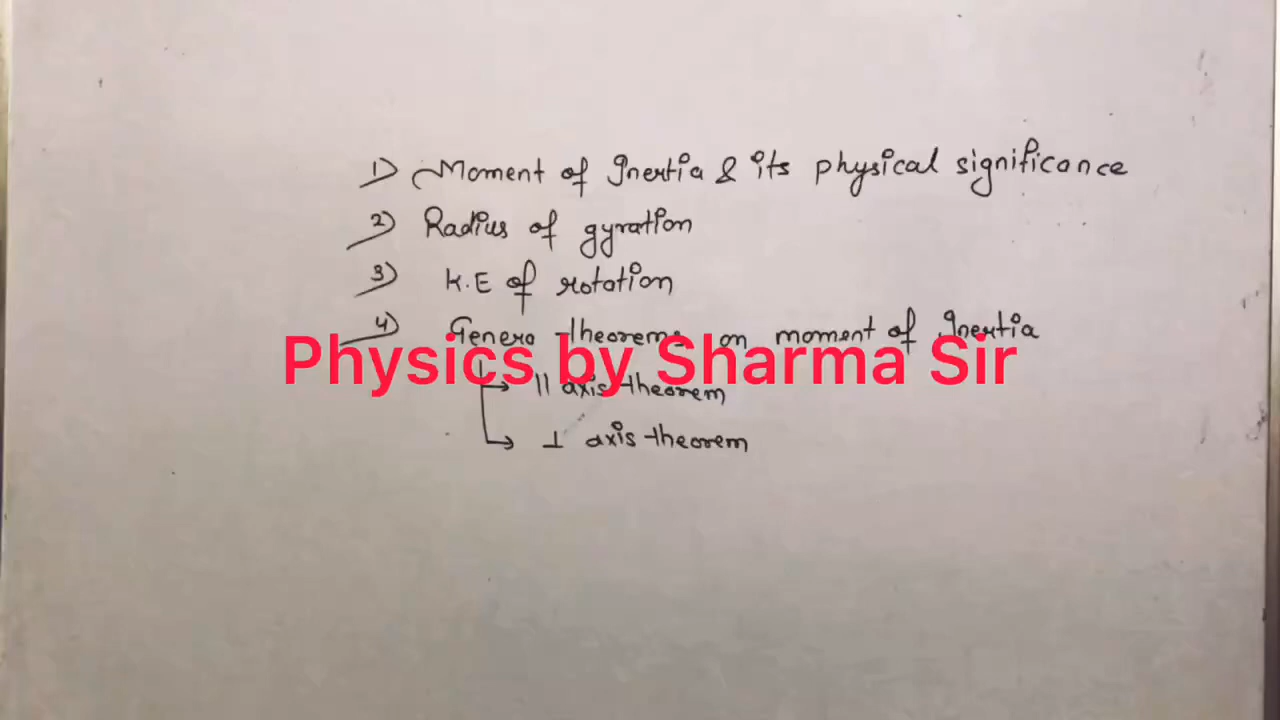 1) Moment of Inertia & its physical significance
2) Radius of gyration
3) K.E of rotation
4) Genera theorems on moment of Inertia
Physics by Sharma Sir
→ || axis theorem
→ ⊥ axis theorem